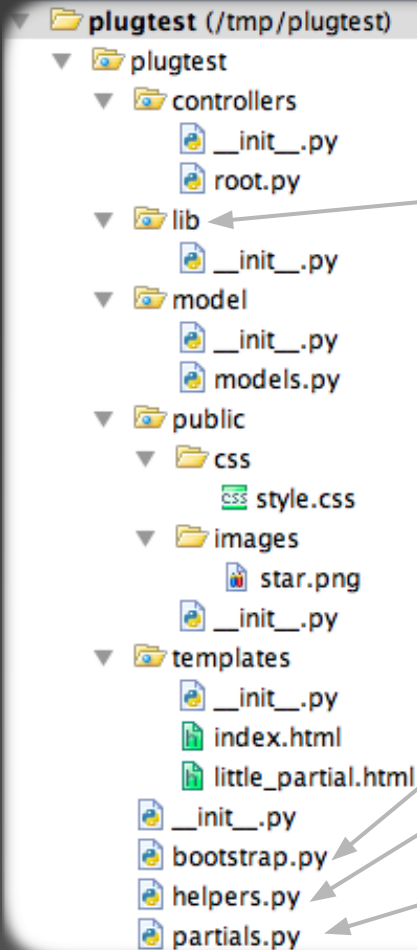 plugtest (/tmp/plugtest)
plugtest
controllers
__init__.py
root.py
lib
__init__.py
model
__init__.py
models.py
public
css
css style.css
images
star.png
__init__.py
templates
__init__.py
h index.html
h little_partial.html
__init__.py
bootstrap.py
helpers.py
partials.py